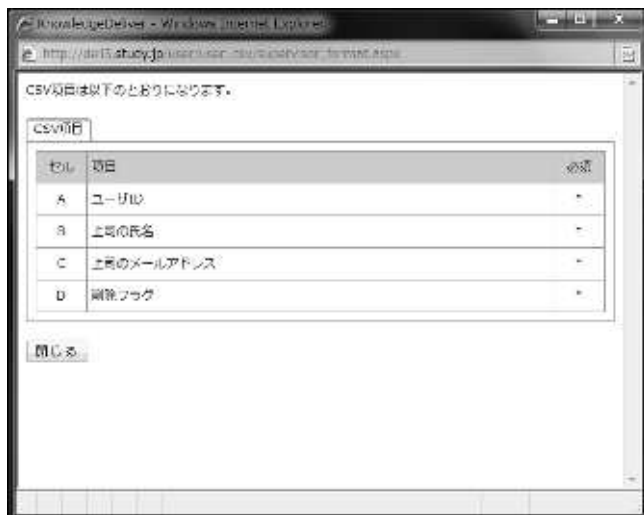 KnowledgeDeliver - Windows Internet Explorer
CSV項目は以下のとおりになります。
CSV項目
セル 項目 必須
A ユーザID *
B 上司の氏名 *
C 上司のメールアドレス *
D 削除フラグ *
閉じる